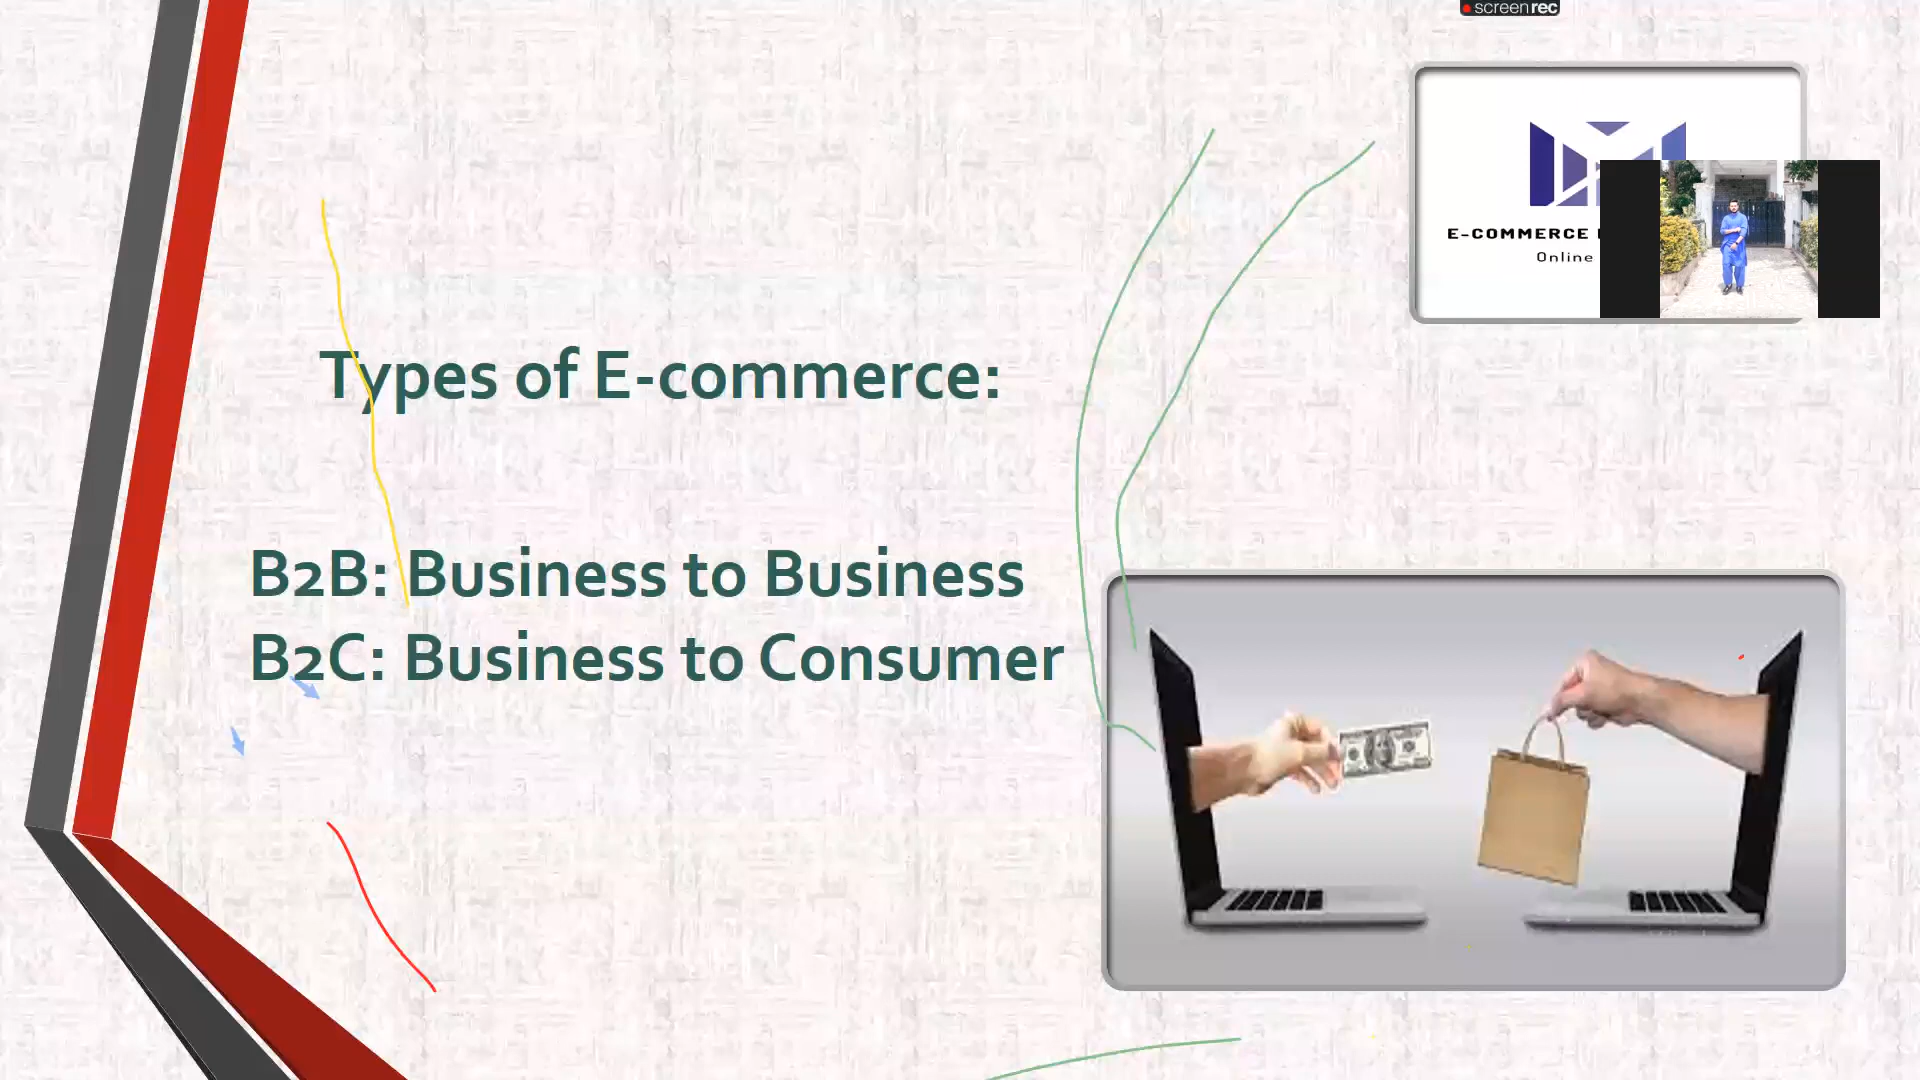 screenrec
E-COMMERCE
Online
Types of E-commerce:
B2B: Business to Business
B2C: Business to Consumer